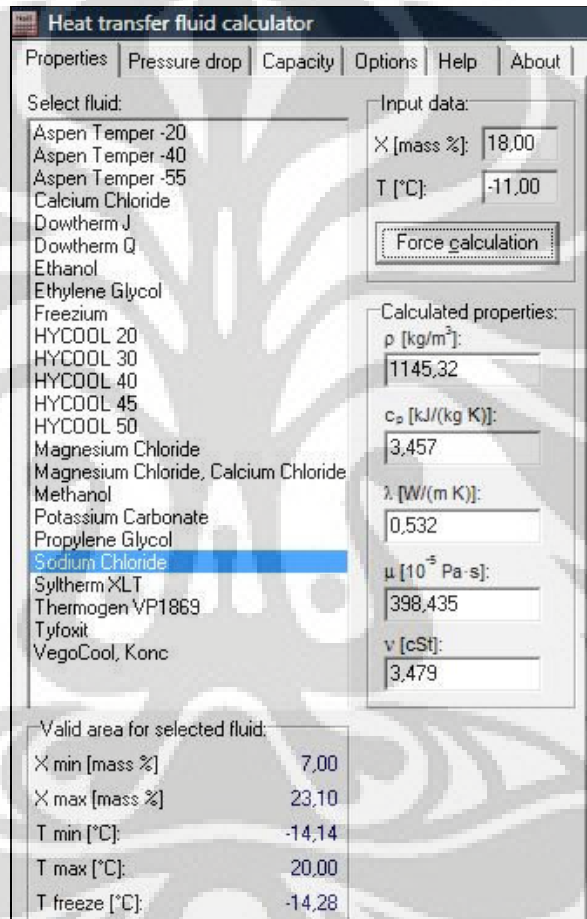 Heat transfer fluid calculator
Properties Pressure drop Capacity Options Help About
Select fluid:
Aspen Temper -20
Aspen Temper -40
Aspen Temper -55
Calcium Chloride
Dowtherm J
Dowtherm Q
Ethanol
Ethylene Glycol
Freezium
HYCOOL 20
HYCOOL 30
HYCOOL 40
HYCOOL 45
HYCOOL 50
Magnesium Chloride
Magnesium Chloride, Calcium Chloride
Methanol
Potassium Carbonate
Propylene Glycol
Sodium Chloride
Syltherm XLT
Thermogen VP1869
Tyfoxit
VegoCool, Konc
Input data:
X [mass %]: 18,00
T [°C]: -11,00
Force calculation
Calculated properties:
ρ [kg/m³]:
1145,32
cₚ [kJ/(kg K)]:
3,457
λ [W/(m K)]:
0,532
μ [10⁻⁵ Pa·s]:
398,435
ν [cSt]:
3,479
Valid area for selected fluid:
X min [mass %] 7,00
X max [mass %] 23,10
T min [°C]: -14,14
T max [°C]: 20,00
T freeze [°C]: -14,28